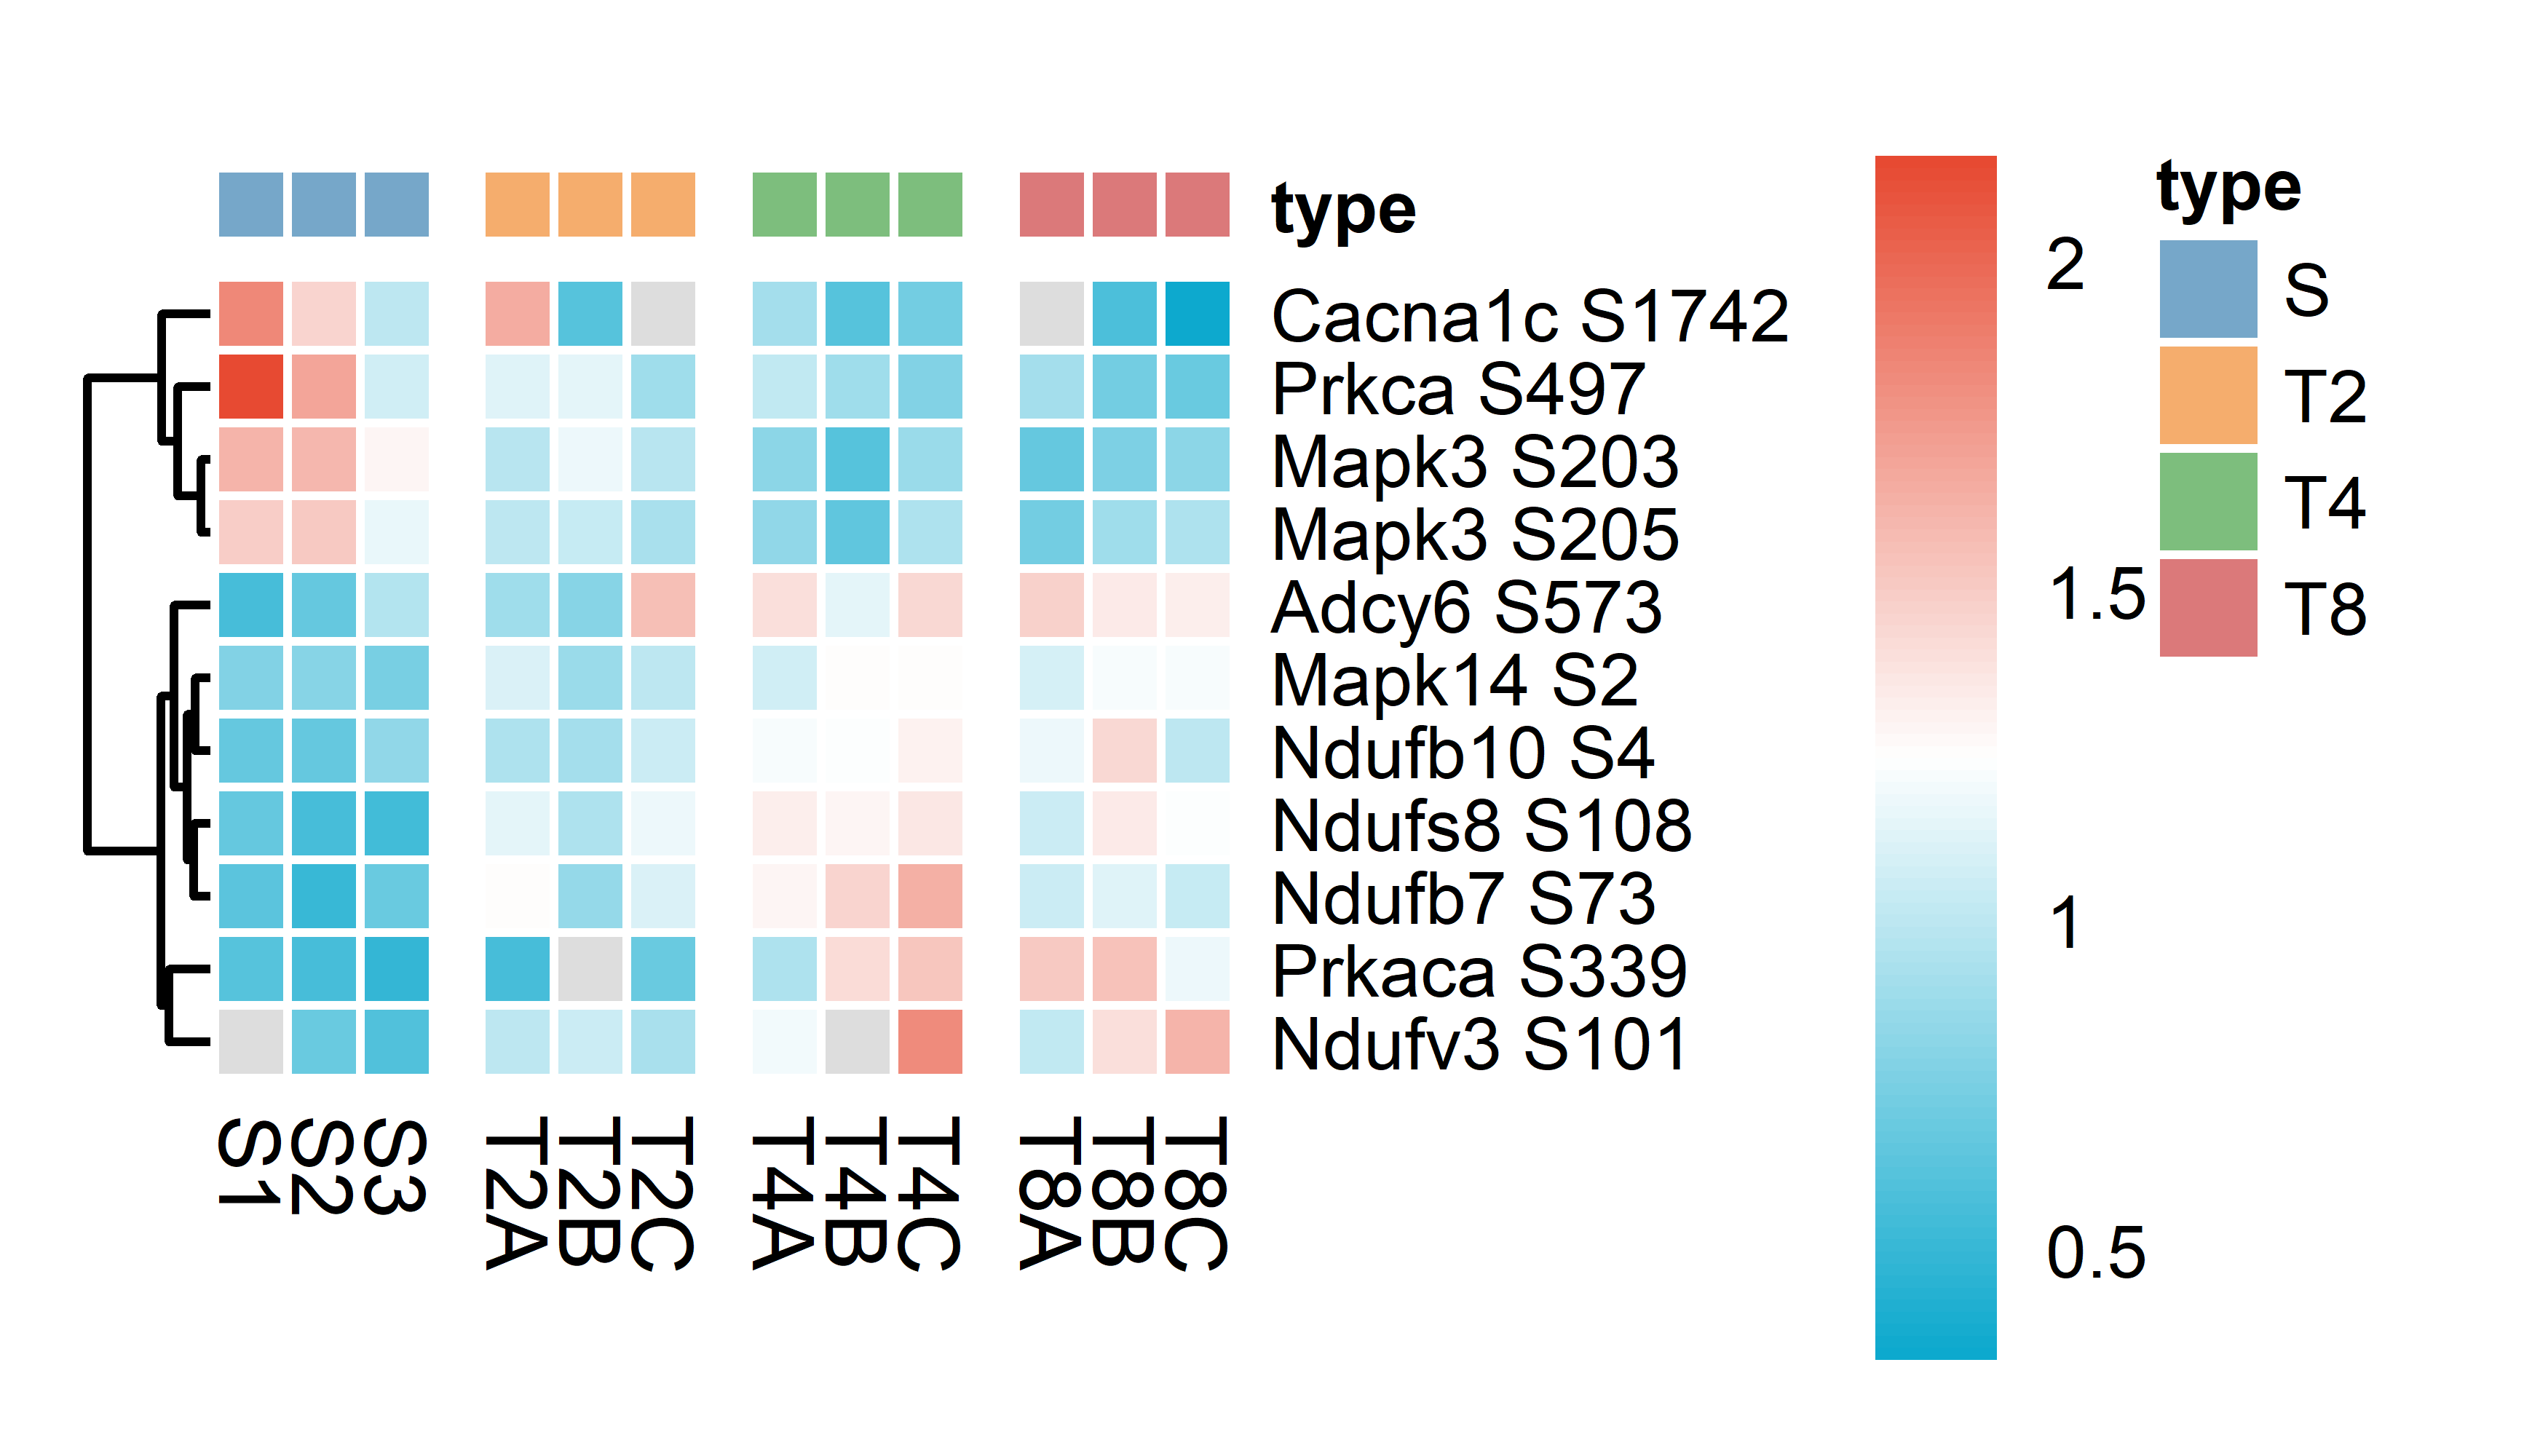 type
Cacna1c S1742
Prkca S497
Mapk3 S203
Mapk3 S205
Adcy6 S573
Mapk14 S2
Ndufb10 S4
Ndufs8 S108
Ndufb7 S73
Prkaca S339
Ndufv3 S101
S1
S2
S3
T2A
T2B
T2C
T4A
T4B
T4C
T8A
T8B
T8C
2
1.5
1
0.5
type
S
T2
T4
T8